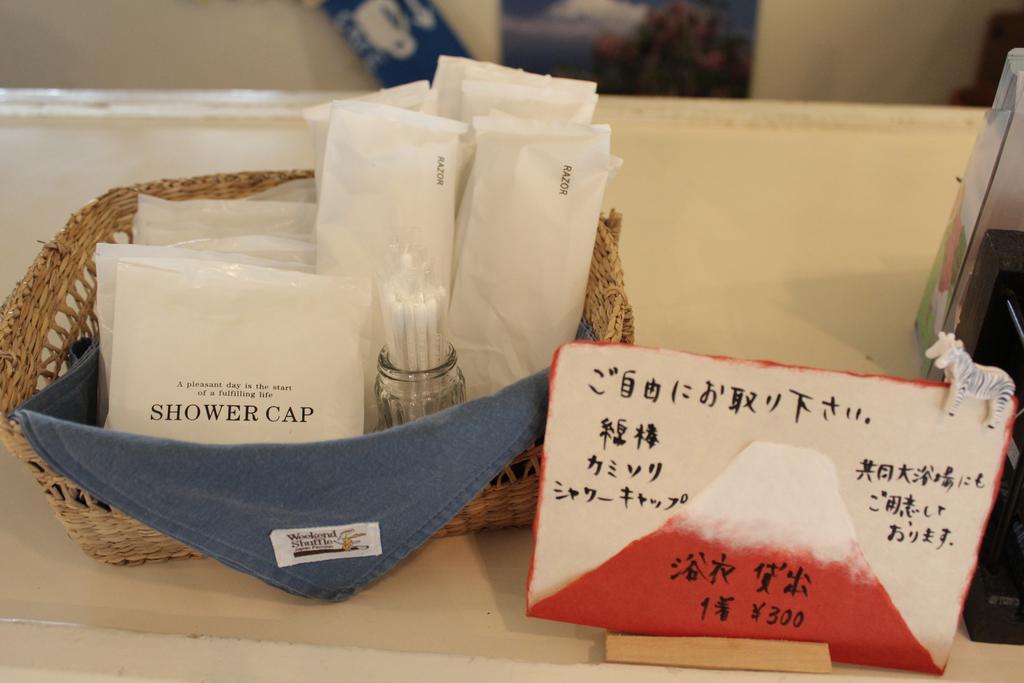 RAZOR
RAZOR
A pleasant day is the start
of a fulfilling life
SHOWER CAP
Weekend
Shuffle
ご自由にお取り下さい。
綿棒
カミソリ
シャワーキャップ
共同大浴場にも
ご用意して
おります。
浴衣 貸出
1着 ¥300